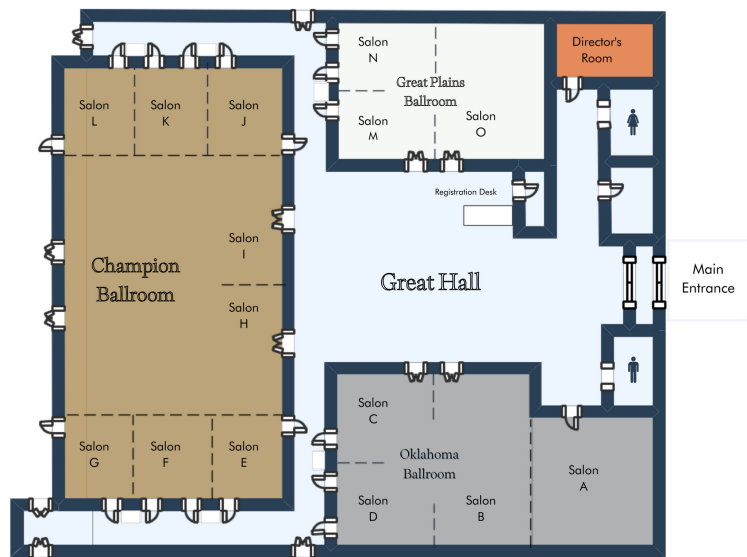 Director's
Room
Salon
N
Great Plains
Ballroom
Salon
M
Salon
O
Salon
L
Salon
K
Salon
J
Registration Desk
Salon
I
Champion
Ballroom
Great Hall
Main
Entrance
Salon
H
Salon
C
Salon
G
Salon
F
Salon
E
Oklahoma
Ballroom
Salon
A
Salon
D
Salon
B